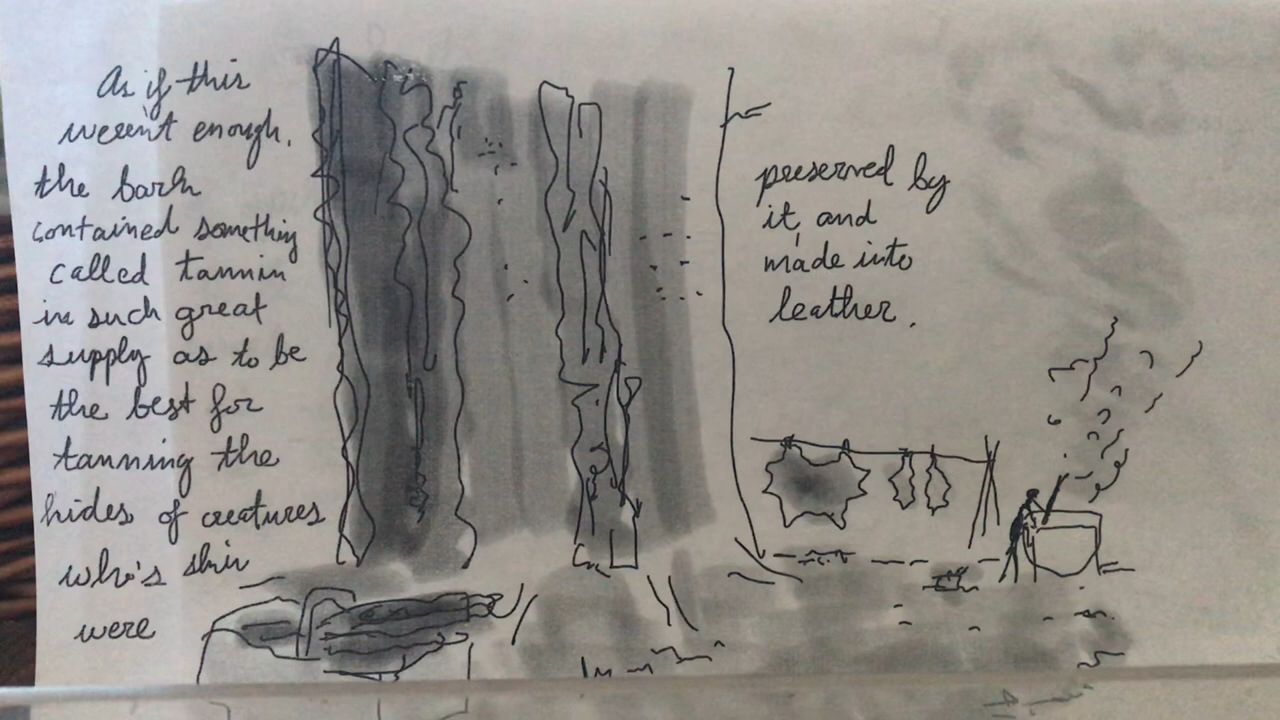 As if this
weren't enough,
the bark
contained something
called tannin
in such great
supply as to be
the best for
tanning the
hides of creatures
who's skin
were
preserved by
it, and
made into
leather.